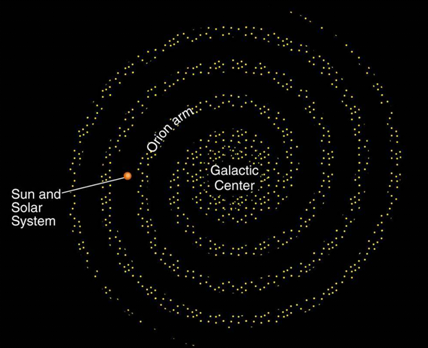 Orion arm
Galactic
Center
Sun and
Solar
System